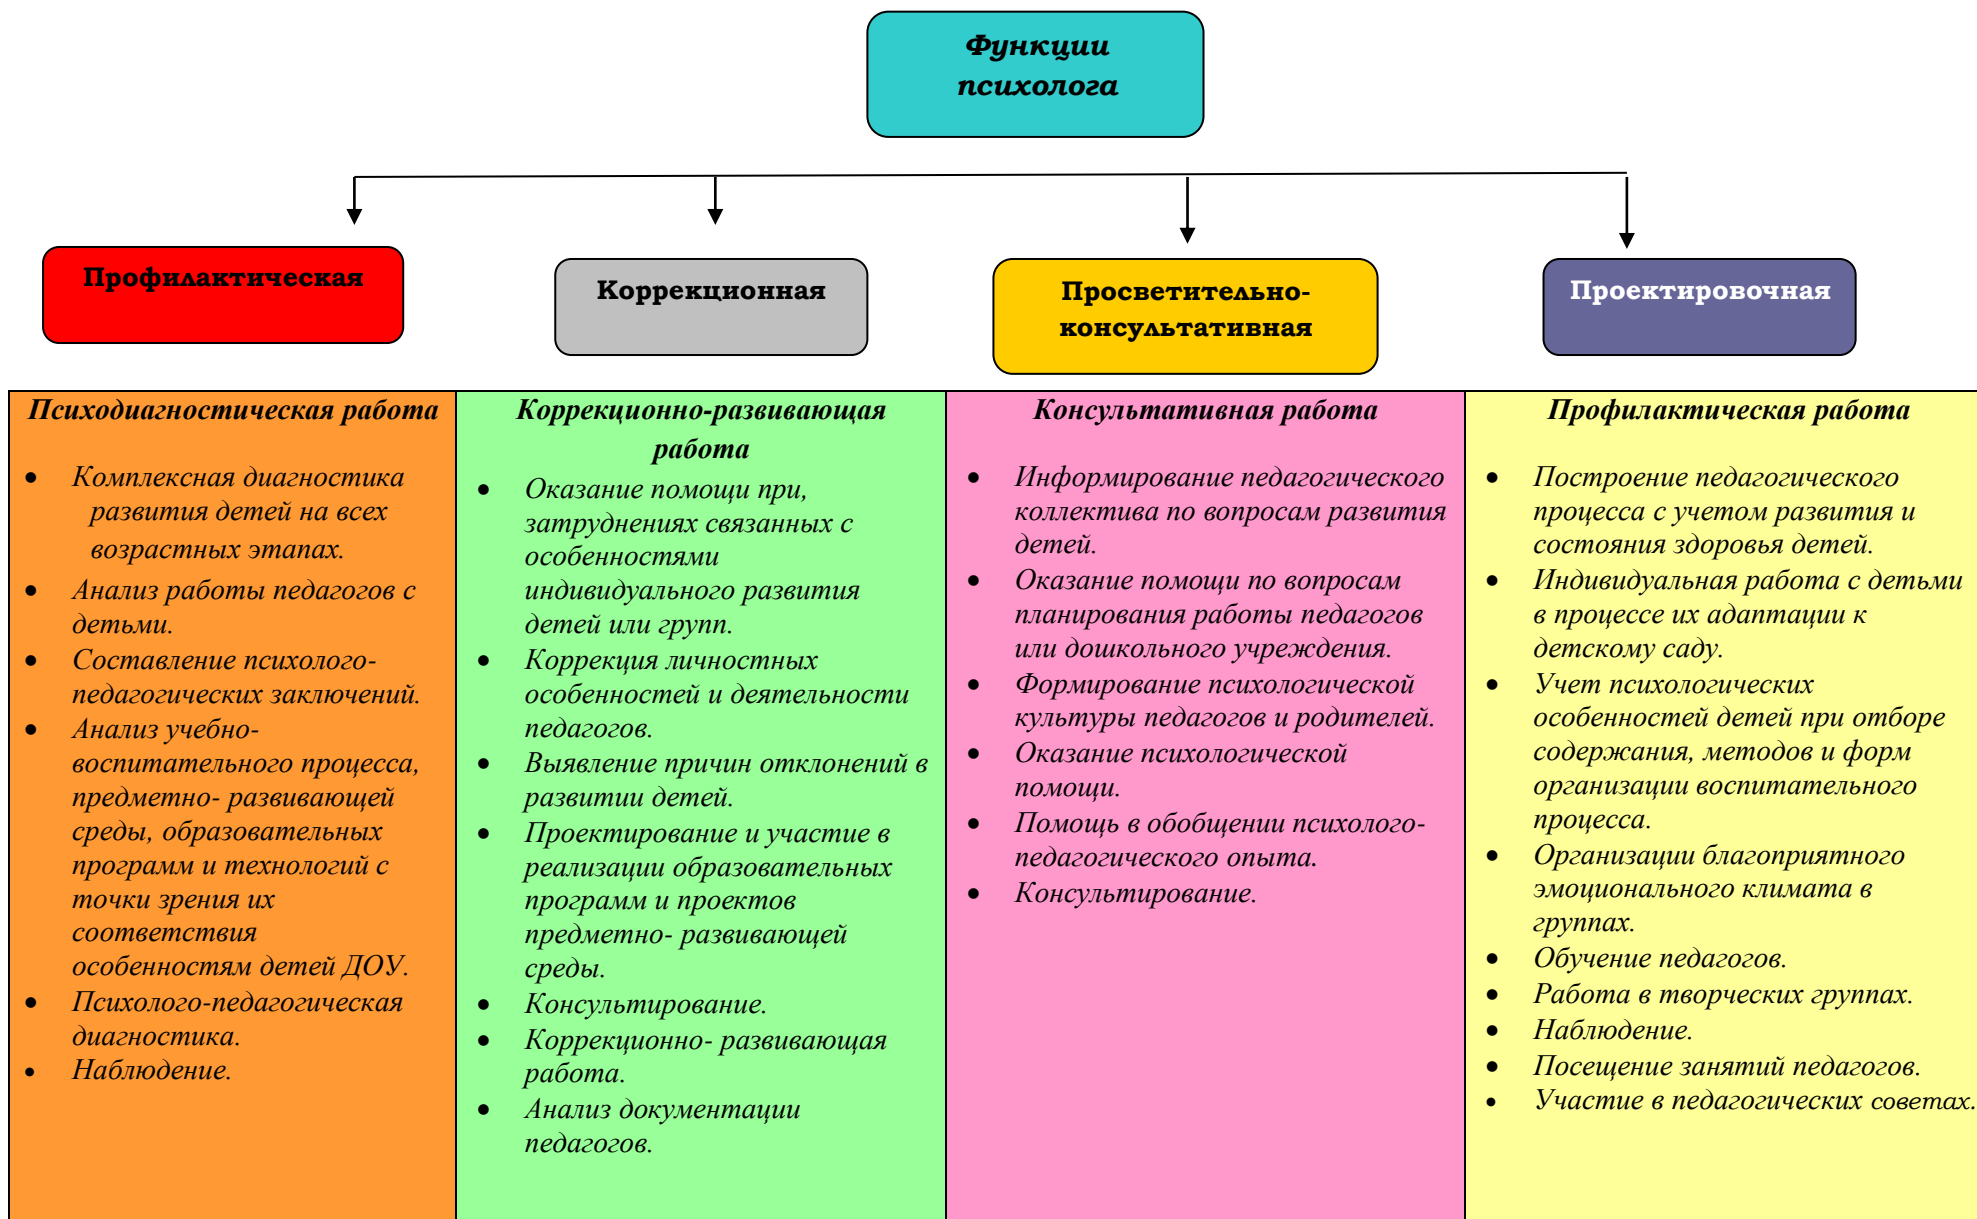 Функции
психолога
Профилактическая
Коррекционная
Просветительно-
консультативная
Проектировочная
Психодиагностическая работа
Комплексная диагностика
развития детей на всех
возрастных этапах.
Анализ работы педагогов с
детьми.
Составление психолого-
педагогических заключений.
Анализ учебно-
воспитательного процесса,
предметно- развивающей
среды, образовательных
программ и технологий с
точки зрения их
соответствия
особенностям детей ДОУ.
Психолого-педагогическая
диагностика.
Наблюдение.
Коррекционно-развивающая
работа
Оказание помощи при,
затруднениях связанных с
особенностями
индивидуального развития
детей или групп.
Коррекция личностных
особенностей и деятельности
педагогов.
Выявление причин отклонений в
развитии детей.
Проектирование и участие в
реализации образовательных
программ и проектов
предметно- развивающей
среды.
Консультирование.
Коррекционно- развивающая
работа.
Анализ документации
педагогов.
Консультативная работа
Информирование педагогического
коллектива по вопросам развития
детей.
Оказание помощи по вопросам
планирования работы педагогов
или дошкольного учреждения.
Формирование психологической
культуры педагогов и родителей.
Оказание психологической
помощи.
Помощь в обобщении психолого-
педагогического опыта.
Консультирование.
Профилактическая работа
Построение педагогического
процесса с учетом развития и
состояния здоровья детей.
Индивидуальная работа с детьми
в процессе их адаптации к
детскому саду.
Учет психологических
особенностей детей при отборе
содержания, методов и форм
организации воспитательного
процесса.
Организации благоприятного
эмоционального климата в
группах.
Обучение педагогов.
Работа в творческих группах.
Наблюдение.
Посещение занятий педагогов.
Участие в педагогических советах.